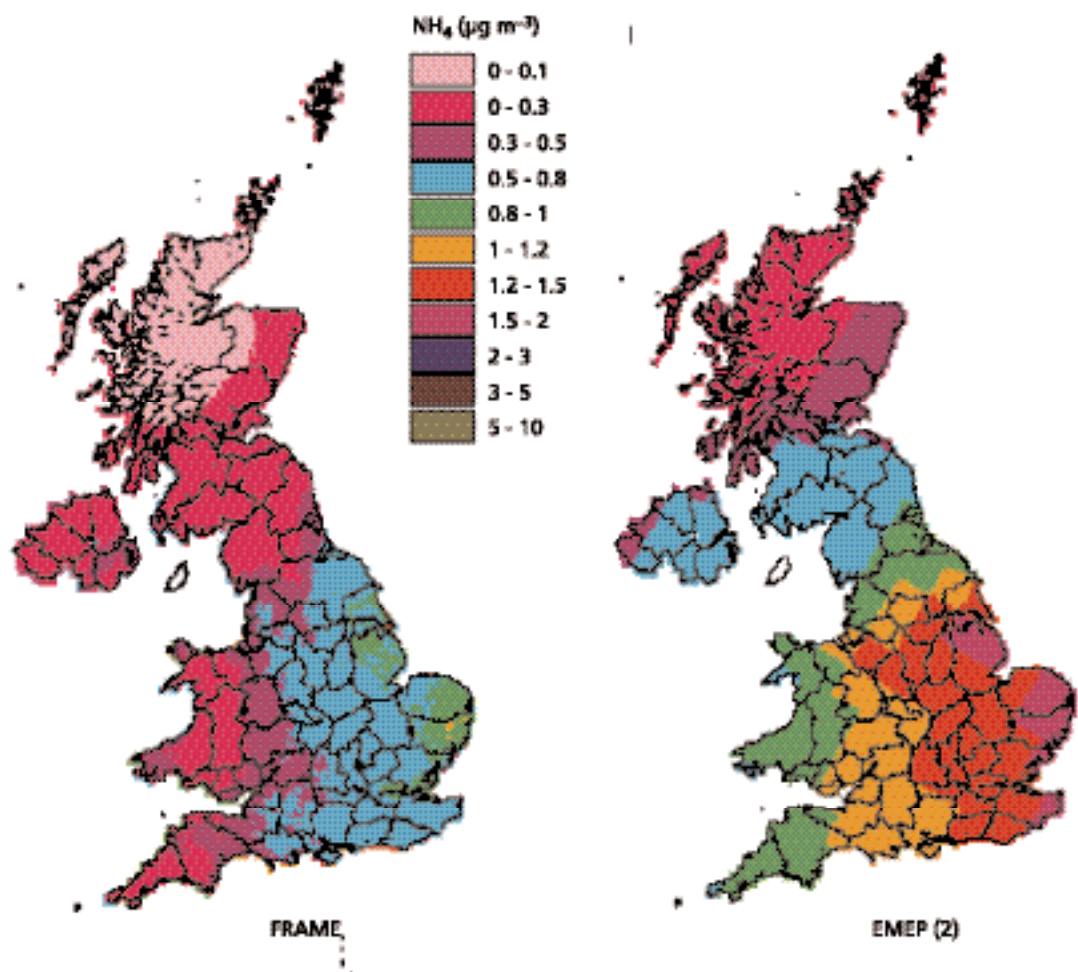 NH₄ (µg m⁻³)
0 - 0.1
0 - 0.3
0.3 - 0.5
0.5 - 0.8
0.8 - 1
1 - 1.2
1.2 - 1.5
1.5 - 2
2 - 3
3 - 5
5 - 10
FRAME
EMEP (2)